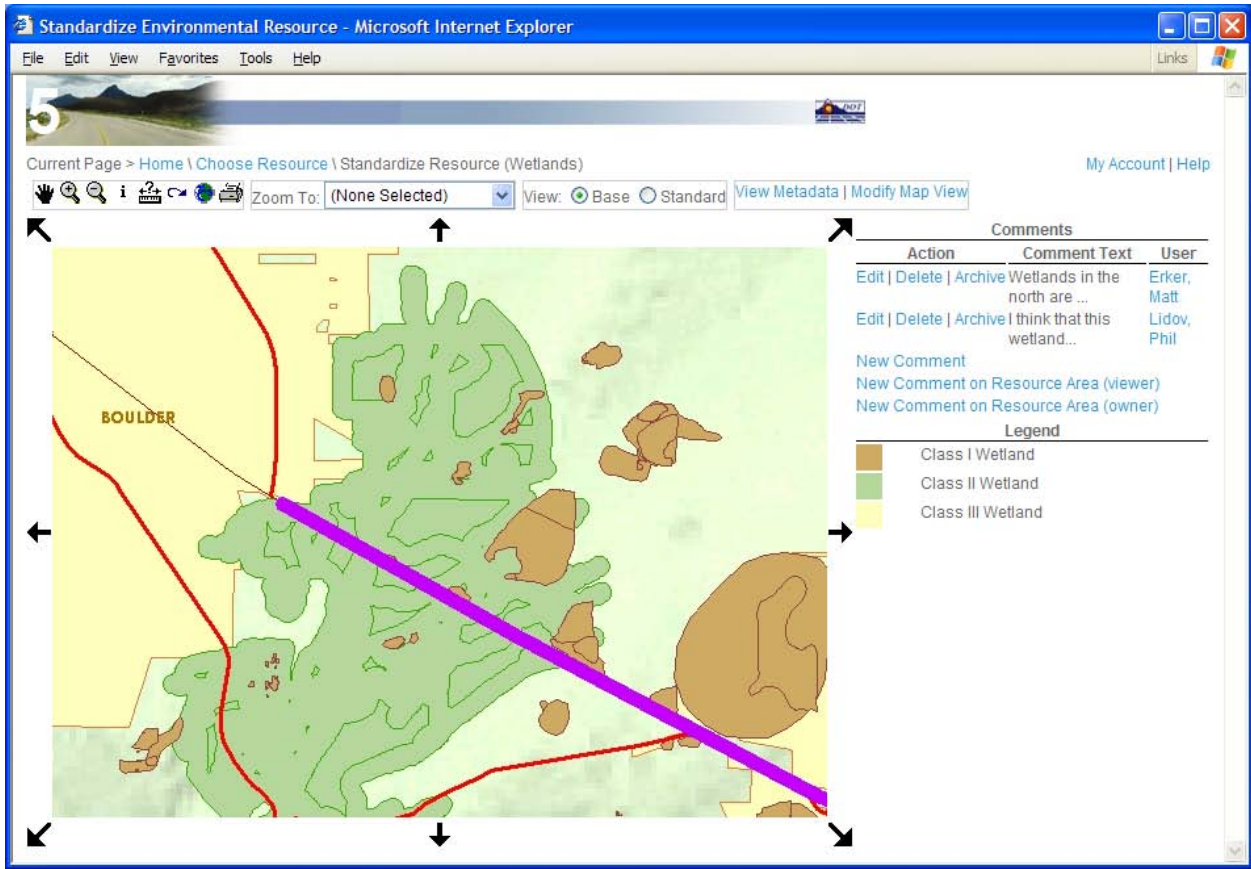 Standardize Environmental Resource - Microsoft Internet Explorer
File Edit View Favorites Tools Help Links
5
DOT
Current Page > Home \ Choose Resource \ Standardize Resource (Wetlands) My Account | Help
i ? Zoom To: (None Selected) View: Base Standard View Metadata | Modify Map View
Comments
Action Comment Text User
Edit | Delete | Archive Wetlands in the Erker,
north are ... Matt
Edit | Delete | Archive I think that this Lidov,
wetland... Phil
New Comment
New Comment on Resource Area (viewer)
New Comment on Resource Area (owner)
Legend
Class I Wetland
Class II Wetland
Class III Wetland
BOULDER